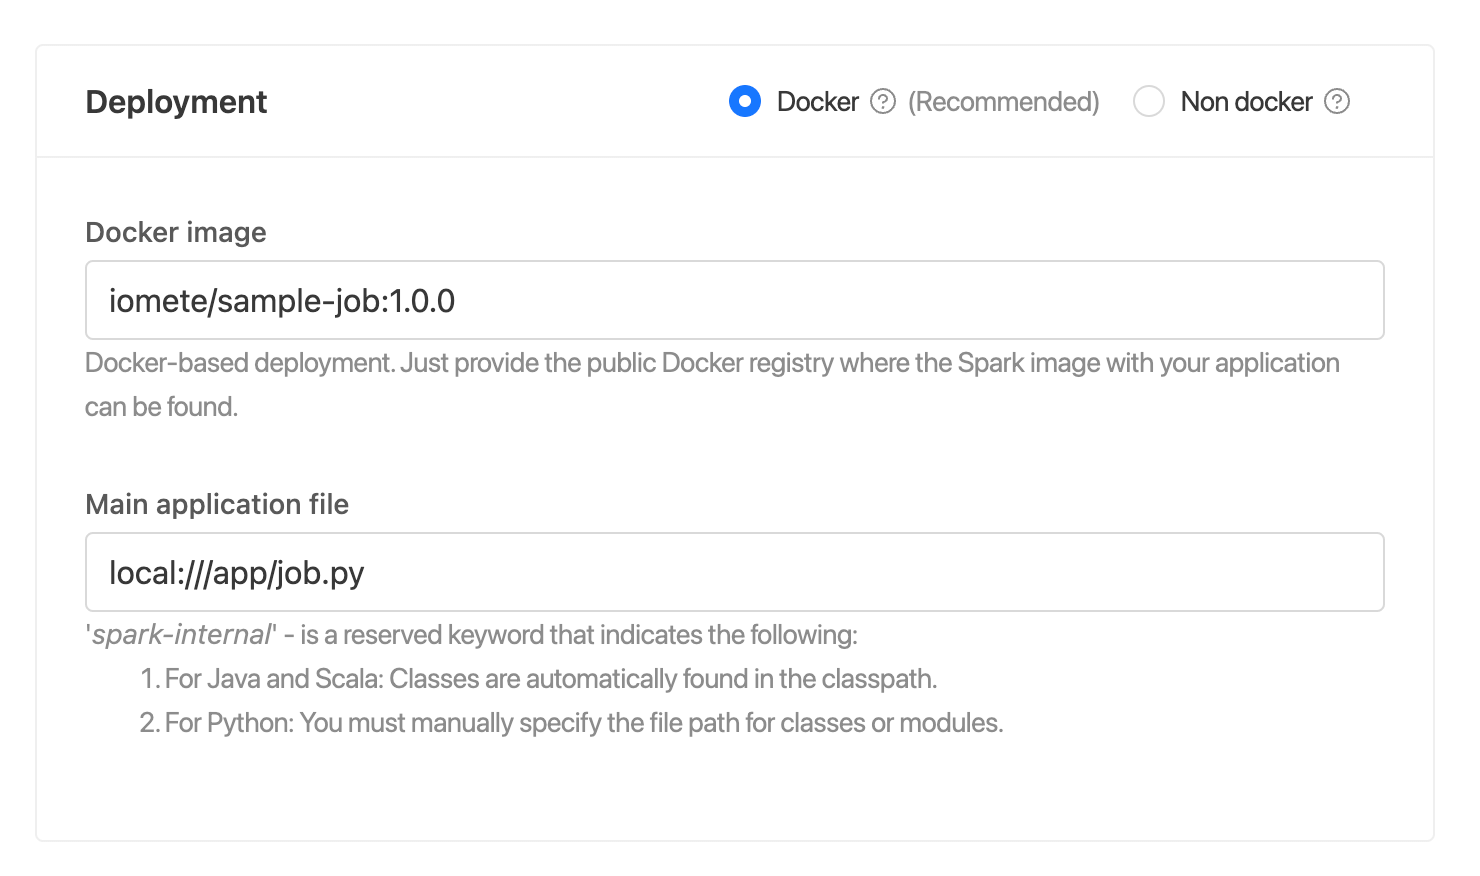 Deployment
Docker ? (Recommended) Non docker ?
Docker image
iomete/sample-job:1.0.0
Docker-based deployment. Just provide the public Docker registry where the Spark image with your application
can be found.
Main application file
local:///app/job.py
'spark-internal' - is a reserved keyword that indicates the following:
1. For Java and Scala: Classes are automatically found in the classpath.
2. For Python: You must manually specify the file path for classes or modules.